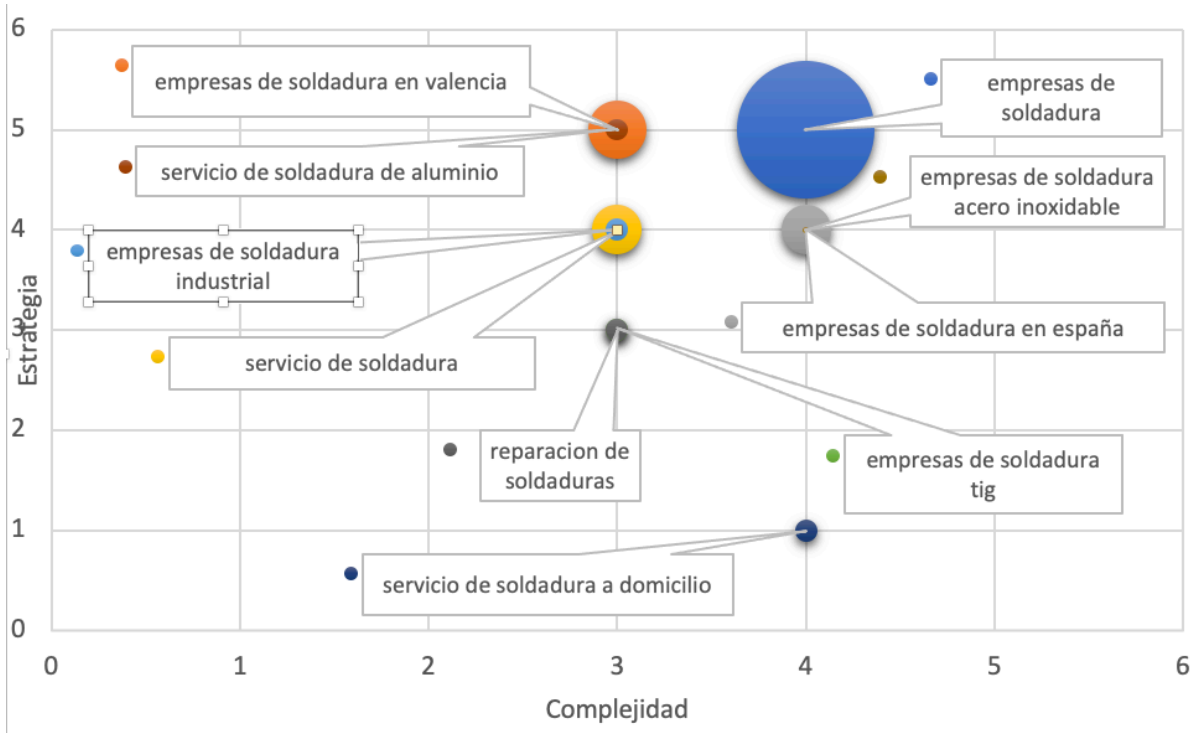 6
empresas de soldadura en valencia
empresas de
soldadura
5
servicio de soldadura de aluminio
empresas de soldadura
acero inoxidable
4
empresas de soldadura
industrial
empresas de soldadura en españa
3
Estrategia
servicio de soldadura
2
reparacion de
soldaduras
empresas de soldadura
tig
1
servicio de soldadura a domicilio
0
0 1 2 3 4 5 6
Complejidad